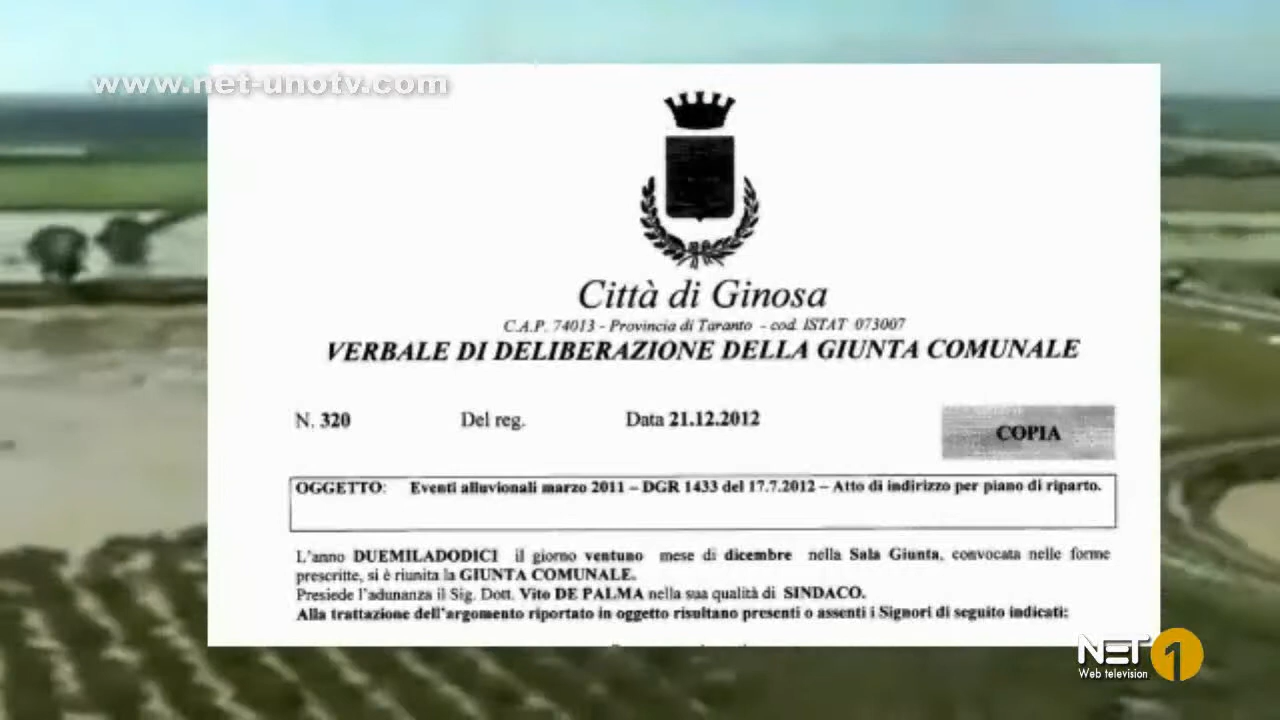 www.net-unotv.com
Città di Ginosa
C.A.P. 74013 - Provincia di Taranto - cod. ISTAT 073007
VERBALE DI DELIBERAZIONE DELLA GIUNTA COMUNALE
N. 320 Del reg. Data 21.12.2012
COPIA
OGGETTO: Eventi alluvionali marzo 2011 – DGR 1433 del 17.7.2012 – Atto di indirizzo per piano di riparto.
L'anno DUEMILADODICI il giorno ventuno mese di dicembre nella Sala Giunta, convocata nelle forme
prescritte, si è riunita la GIUNTA COMUNALE.
Presiede l'adunanza il Sig. Dott. Vito DE PALMA nella sua qualità di SINDACO.
Alla trattazione dell'argomento riportato in oggetto risultano presenti o assenti i Signori di seguito indicati:
NET 1
Web television